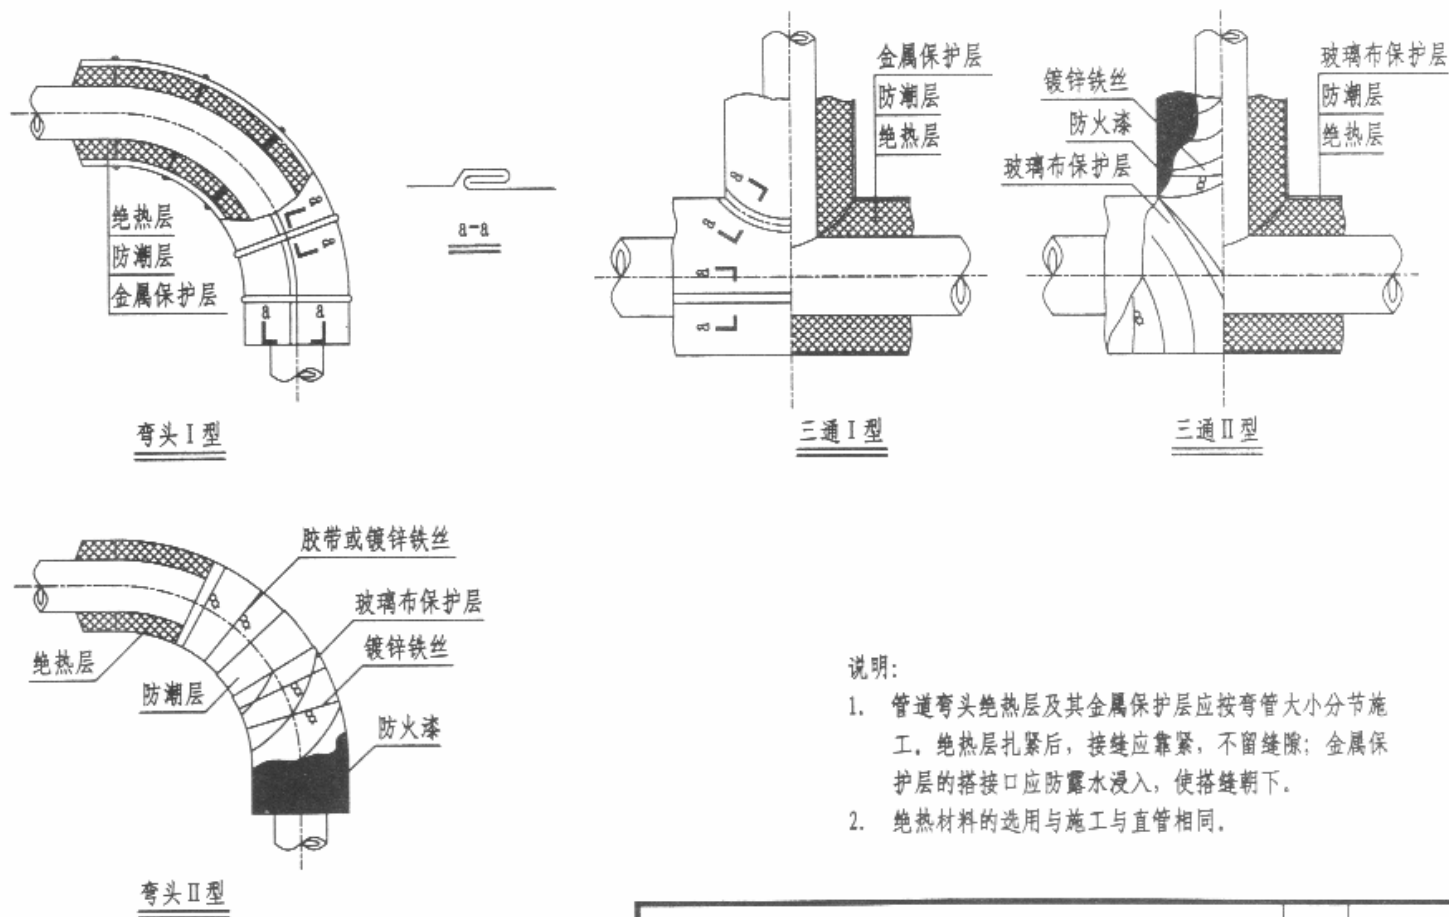 绝热层
防潮层
金属保护层
a
a
a
a
a-a
弯头Ⅰ型
金属保护层
防潮层
绝热层
a
a
a
a
三通Ⅰ型
镀锌铁丝
防火漆
玻璃布保护层
玻璃布保护层
防潮层
绝热层
三通Ⅱ型
胶带或镀锌铁丝
玻璃布保护层
镀锌铁丝
绝热层
防潮层
防火漆
弯头Ⅱ型
说明:
1. 管道弯头绝热层及其金属保护层应按弯管大小分节施
工。绝热层扎紧后，接缝应靠紧，不留缝隙；金属保
护层的搭接口应防露水浸入，使搭缝朝下。
2. 绝热材料的选用与施工与直管相同。